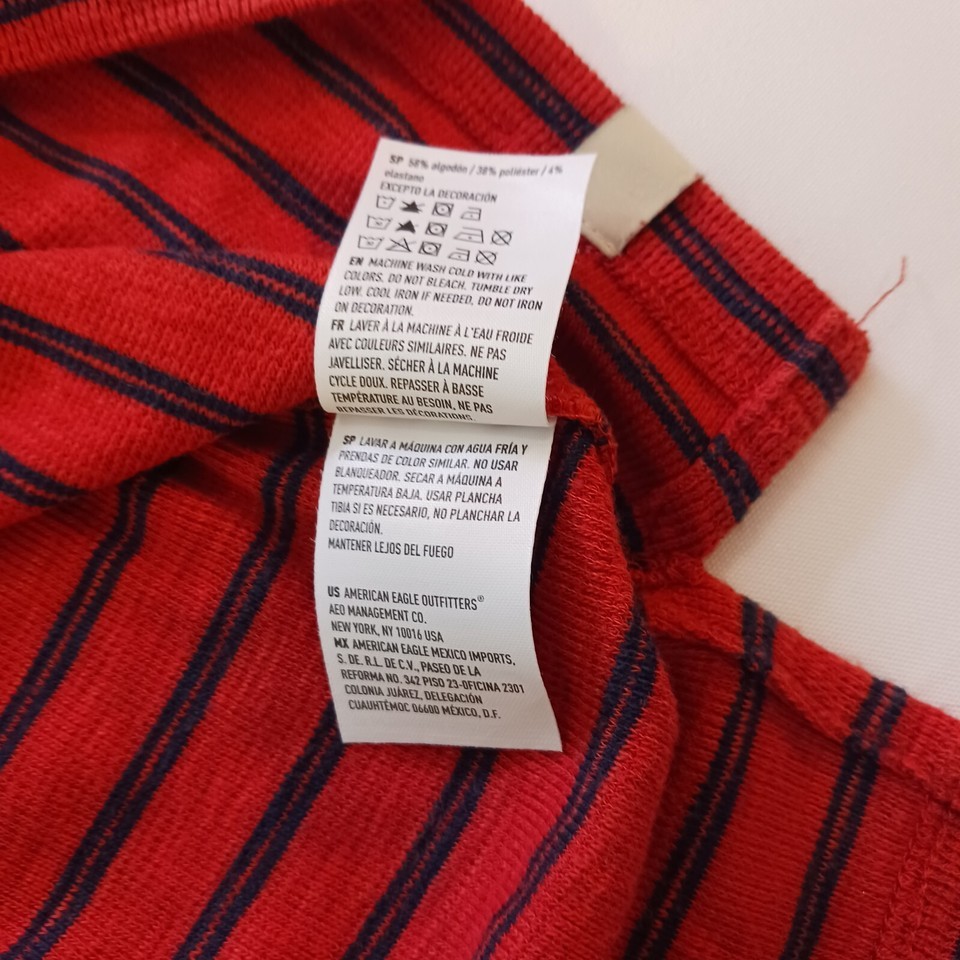 SP 58% algodón / 38% poliéster / 4%
elastano
EXCEPTO LA DECORACIÓN
EN MACHINE WASH COLD WITH LIKE
COLORS. DO NOT BLEACH. TUMBLE DRY
LOW. COOL IRON IF NEEDED, DO NOT IRON
ON DECORATION.
FR LAVER À LA MACHINE À L'EAU FROIDE
AVEC COULEURS SIMILAIRES. NE PAS
JAVELLISER. SÉCHER À LA MACHINE
CYCLE DOUX. REPASSER À BASSE
TEMPÉRATURE AU BESOIN, NE PAS
REPASSER LES DÉCORATIONS.
SP LAVAR A MÁQUINA CON AGUA FRÍA Y
PRENDAS DE COLOR SIMILAR. NO USAR
BLANQUEADOR. SECAR A MÁQUINA A
TEMPERATURA BAJA. USAR PLANCHA
TIBIA SI ES NECESARIO, NO PLANCHAR LA
DECORACIÓN.
MANTENER LEJOS DEL FUEGO
US AMERICAN EAGLE OUTFITTERS®
AEO MANAGEMENT CO.
NEW YORK, NY 10016 USA
MX AMERICAN EAGLE MEXICO IMPORTS,
S. DE. R.L. DE C.V., PASEO DE LA
REFORMA NO. 342 PISO 23-OFICINA 2301
COLONIA JUÁREZ, DELEGACIÓN
CUAUHTÉMOC 06600 MÉXICO, D.F.